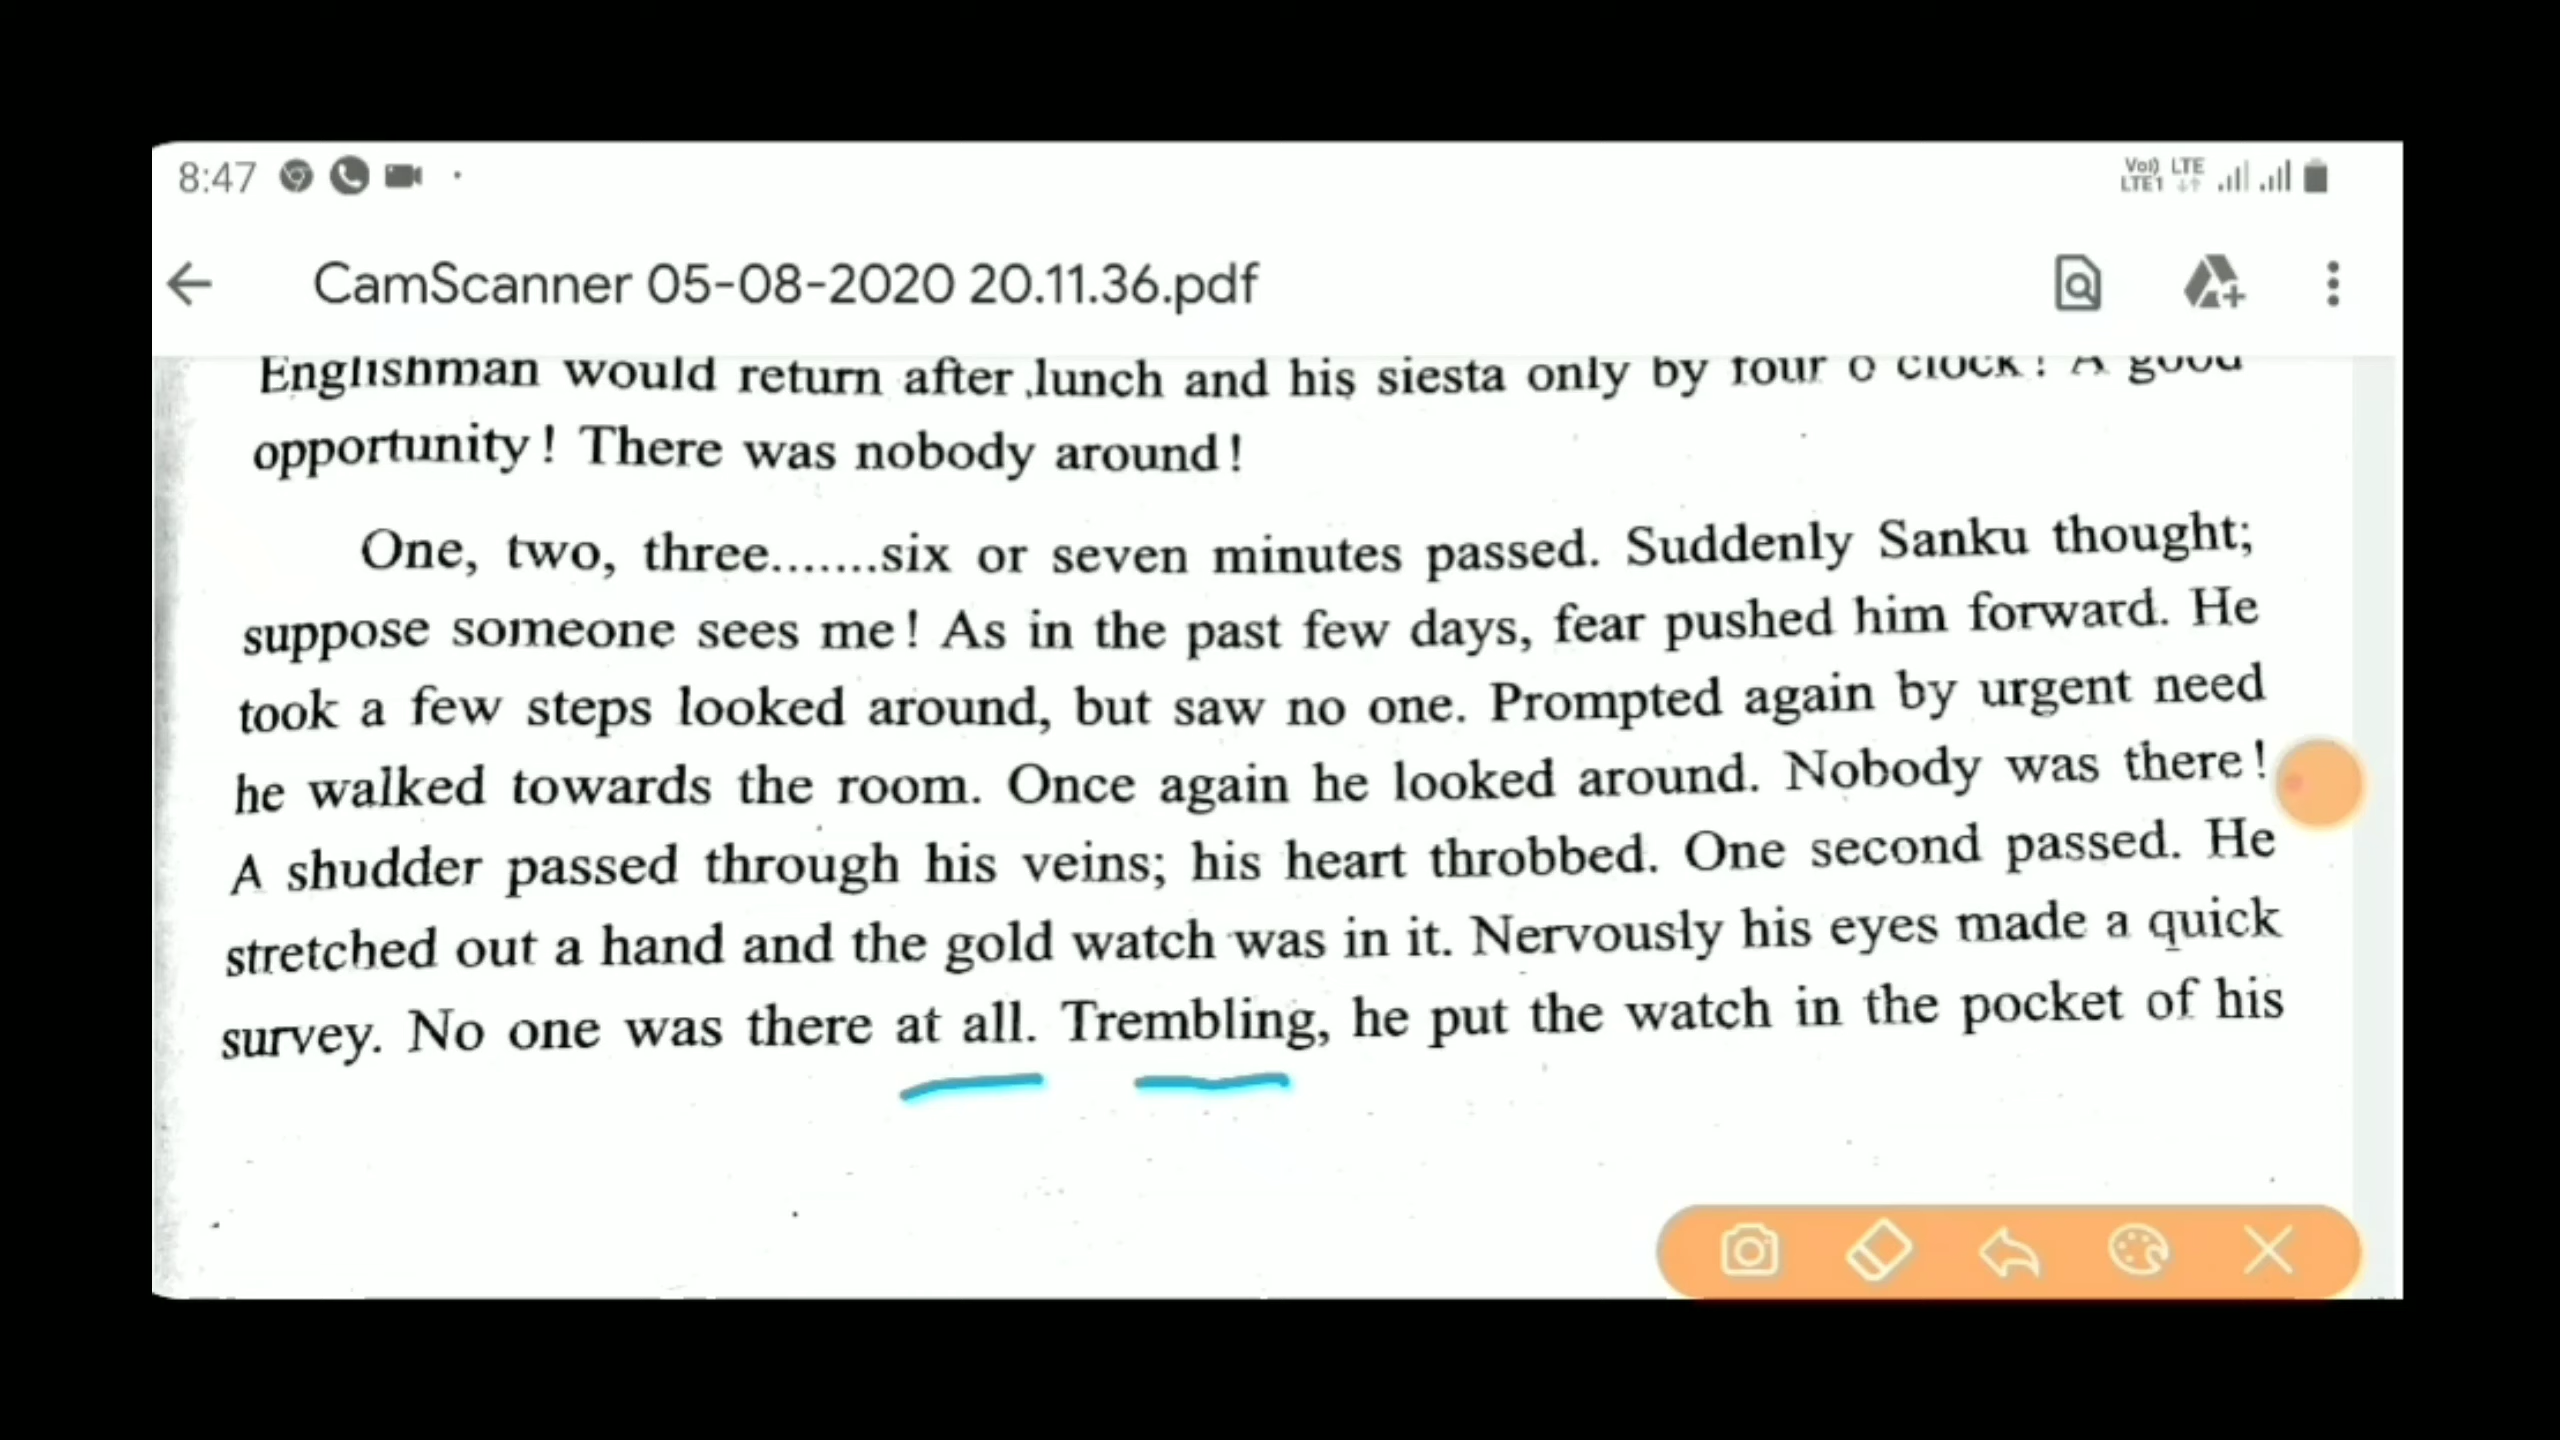 8:47
Vo)) LTE
LTE1
CamScanner 05-08-2020 20.11.36.pdf
Englishman would return after lunch and his siesta only by four o clock! A good
opportunity! There was nobody around!
One, two, three.......six or seven minutes passed. Suddenly Sanku thought;
suppose someone sees me! As in the past few days, fear pushed him forward. He
took a few steps looked around, but saw no one. Prompted again by urgent need
he walked towards the room. Once again he looked around. Nobody was there!
A shudder passed through his veins; his heart throbbed. One second passed. He
stretched out a hand and the gold watch was in it. Nervously his eyes made a quick
survey. No one was there at all. Trembling, he put the watch in the pocket of his